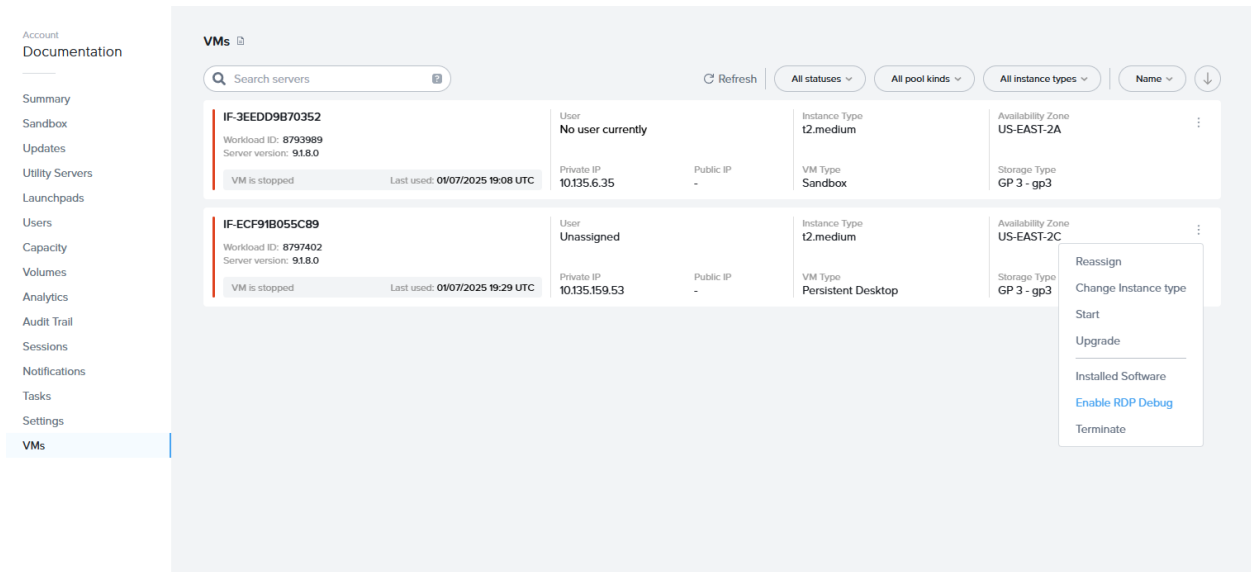 Account
Documentation
Summary
Sandbox
Updates
Utility Servers
Launchpads
Users
Capacity
Volumes
Analytics
Audit Trail
Sessions
Notifications
Tasks
Settings
VMs
VMs
Search servers
Refresh
All statuses
All pool kinds
All instance types
Name
IF-3EEDD9B70352
Workload ID: 8793989
Server version: 9.1.8.0
VM is stopped Last used: 01/07/2025 19:08 UTC
User
No user currently
Private IP Public IP
10.135.6.35 -
Instance Type
t2.medium
VM Type
Sandbox
Availability Zone
US-EAST-2A
Storage Type
GP 3 - gp3
IF-ECF91B055C89
Workload ID: 8797402
Server version: 9.1.8.0
VM is stopped Last used: 01/07/2025 19:29 UTC
User
Unassigned
Private IP Public IP
10.135.159.53 -
Instance Type
t2.medium
VM Type
Persistent Desktop
Availability Zone
US-EAST-2C
Storage Type
GP 3 - gp3
Reassign
Change Instance type
Start
Upgrade
Installed Software
Enable RDP Debug
Terminate